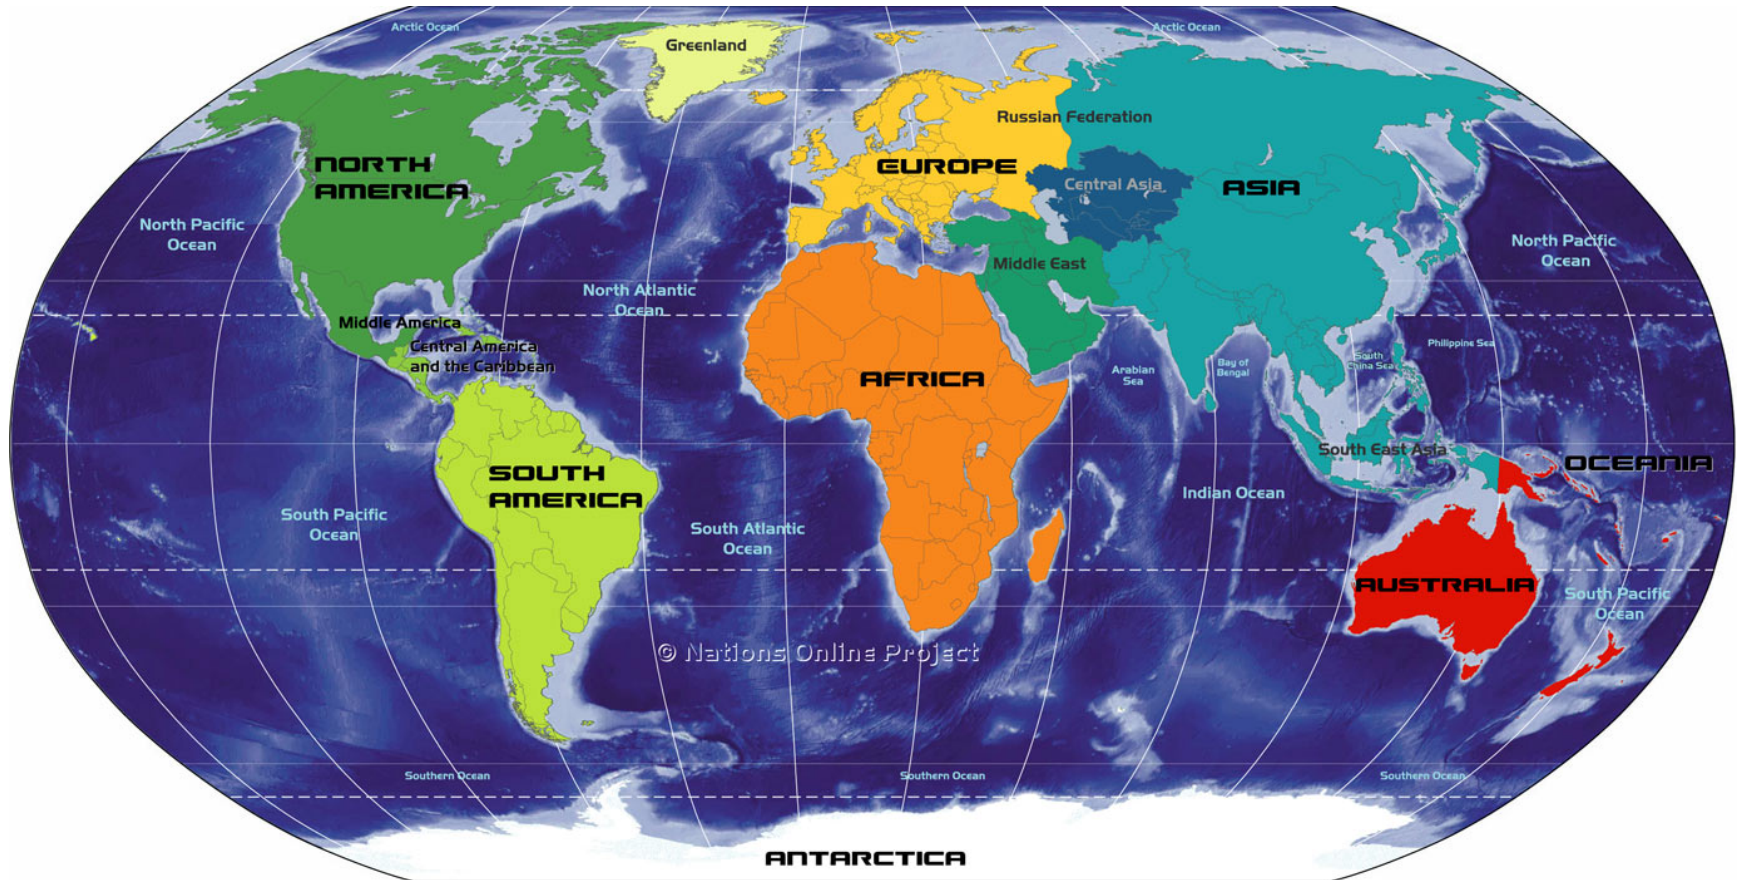 Arctic Ocean
Arctic Ocean
Greenland
Russian Federation
NORTH
AMERICA
EUROPE
Central Asia
ASIA
North Pacific
Ocean
North Pacific
Ocean
Middle East
North Atlantic
Ocean
Middle America
Central America
and the Caribbean
Philippine Sea
South
China Sea
Bay of
Bengal
Arabian
Sea
AFRICA
South East Asia
OCEANIA
SOUTH
AMERICA
Indian Ocean
South Pacific
Ocean
South Atlantic
Ocean
AUSTRALIA
South Pacific
Ocean
© Nations Online Project
Southern Ocean
Southern Ocean
Southern Ocean
ANTARCTICA